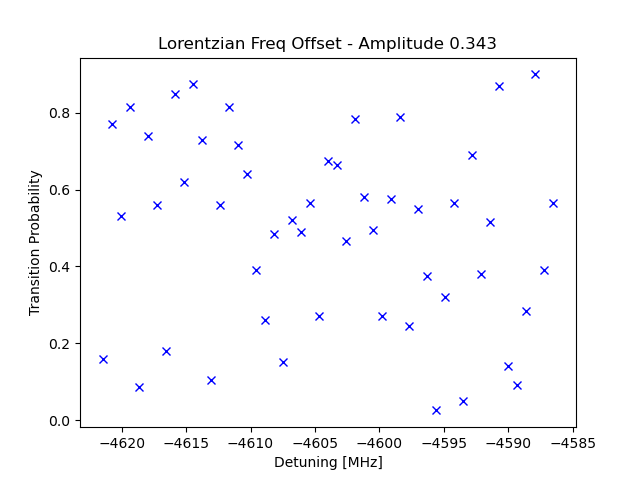 Lorentzian Freq Offset - Amplitude 0.343
Transition Probability
0.8
0.6
0.4
0.2
0.0
−4620 −4615 −4610 −4605 −4600 −4595 −4590 −4585
Detuning [MHz]